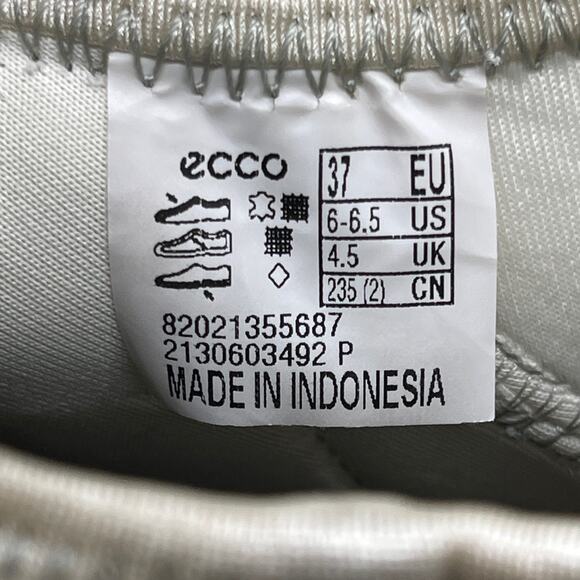 ecco
37 EU
6-6.5 US
4.5 UK
235 (2) CN
82021355687
2130603492 P
MADE IN INDONESIA